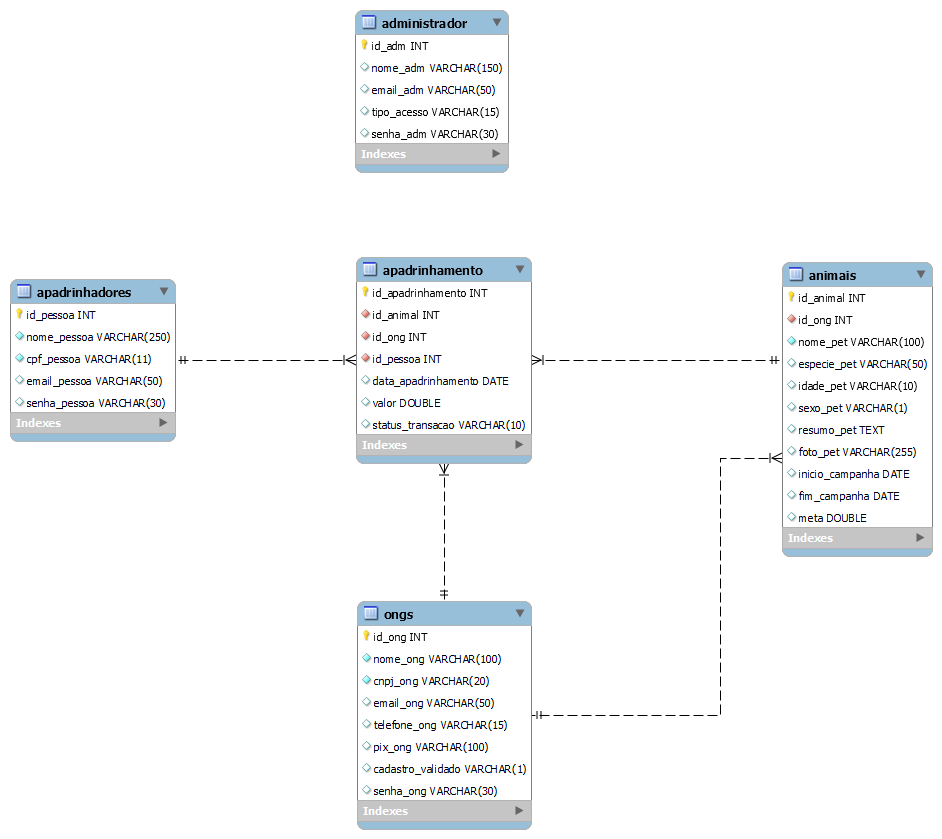 administrador
id_adm INT
nome_adm VARCHAR(150)
email_adm VARCHAR(50)
tipo_acesso VARCHAR(15)
senha_adm VARCHAR(30)
Indexes
apadrinhadores
id_pessoa INT
nome_pessoa VARCHAR(250)
cpf_pessoa VARCHAR(11)
email_pessoa VARCHAR(50)
senha_pessoa VARCHAR(30)
Indexes
apadrinhamento
id_apadrinhamento INT
id_animal INT
id_ong INT
id_pessoa INT
data_apadrinhamento DATE
valor DOUBLE
status_transacao VARCHAR(10)
Indexes
animais
id_animal INT
id_ong INT
nome_pet VARCHAR(100)
especie_pet VARCHAR(50)
idade_pet VARCHAR(10)
sexo_pet VARCHAR(1)
resumo_pet TEXT
foto_pet VARCHAR(255)
inicio_campanha DATE
fim_campanha DATE
meta DOUBLE
Indexes
ongs
id_ong INT
nome_ong VARCHAR(100)
cnpj_ong VARCHAR(20)
email_ong VARCHAR(50)
telefone_ong VARCHAR(15)
pix_ong VARCHAR(100)
cadastro_validado VARCHAR(1)
senha_ong VARCHAR(30)
Indexes